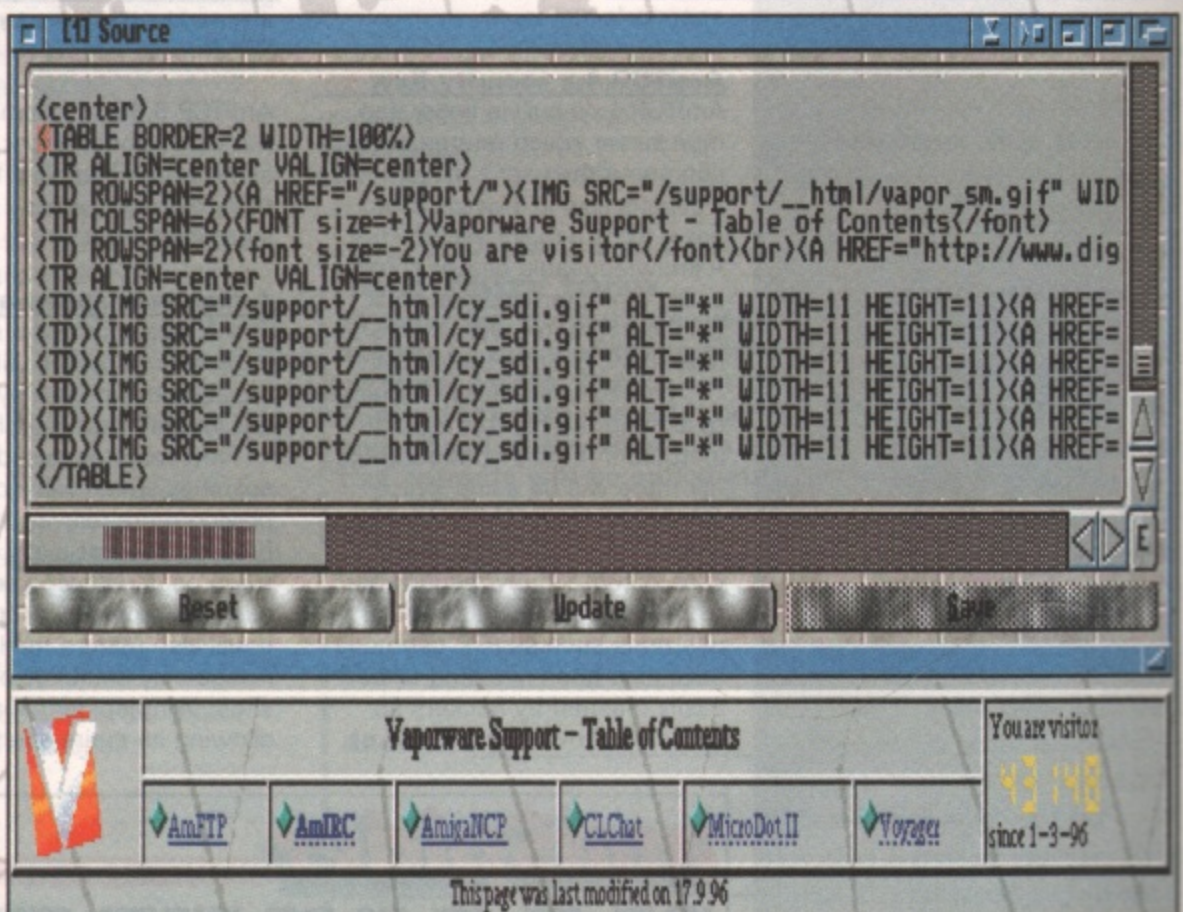 [1] Source
<center>
<TABLE BORDER=2 WIDTH=100%>
<TR ALIGN=center VALIGN=center>
<TD ROWSPAN=2><A HREF="/support/"><IMG SRC="/support/__html/vapor_sm.gif" WID
<TH COLSPAN=6><FONT size=+1>Vaporware Support - Table of Contents</font>
<TD ROWSPAN=2><font size=-2>You are visitor</font><br><A HREF="http://www.dig
<TR ALIGN=center VALIGN=center>
<TD><IMG SRC="/support/__html/cy_sdi.gif" ALT="*" WIDTH=11 HEIGHT=11><A HREF=
<TD><IMG SRC="/support/__html/cy_sdi.gif" ALT="*" WIDTH=11 HEIGHT=11><A HREF=
<TD><IMG SRC="/support/__html/cy_sdi.gif" ALT="*" WIDTH=11 HEIGHT=11><A HREF=
<TD><IMG SRC="/support/__html/cy_sdi.gif" ALT="*" WIDTH=11 HEIGHT=11><A HREF=
<TD><IMG SRC="/support/__html/cy_sdi.gif" ALT="*" WIDTH=11 HEIGHT=11><A HREF=
<TD><IMG SRC="/support/__html/cy_sdi.gif" ALT="*" WIDTH=11 HEIGHT=11><A HREF=
</TABLE>
E
Reset Update Save
V
Vaporware Support - Table of Contents
You are visitor
43148
since 1-3-96
AmFTP AmIRC AmigaNCP CLChat MicroDot II Voyager
This page was last modified on 17.9.96